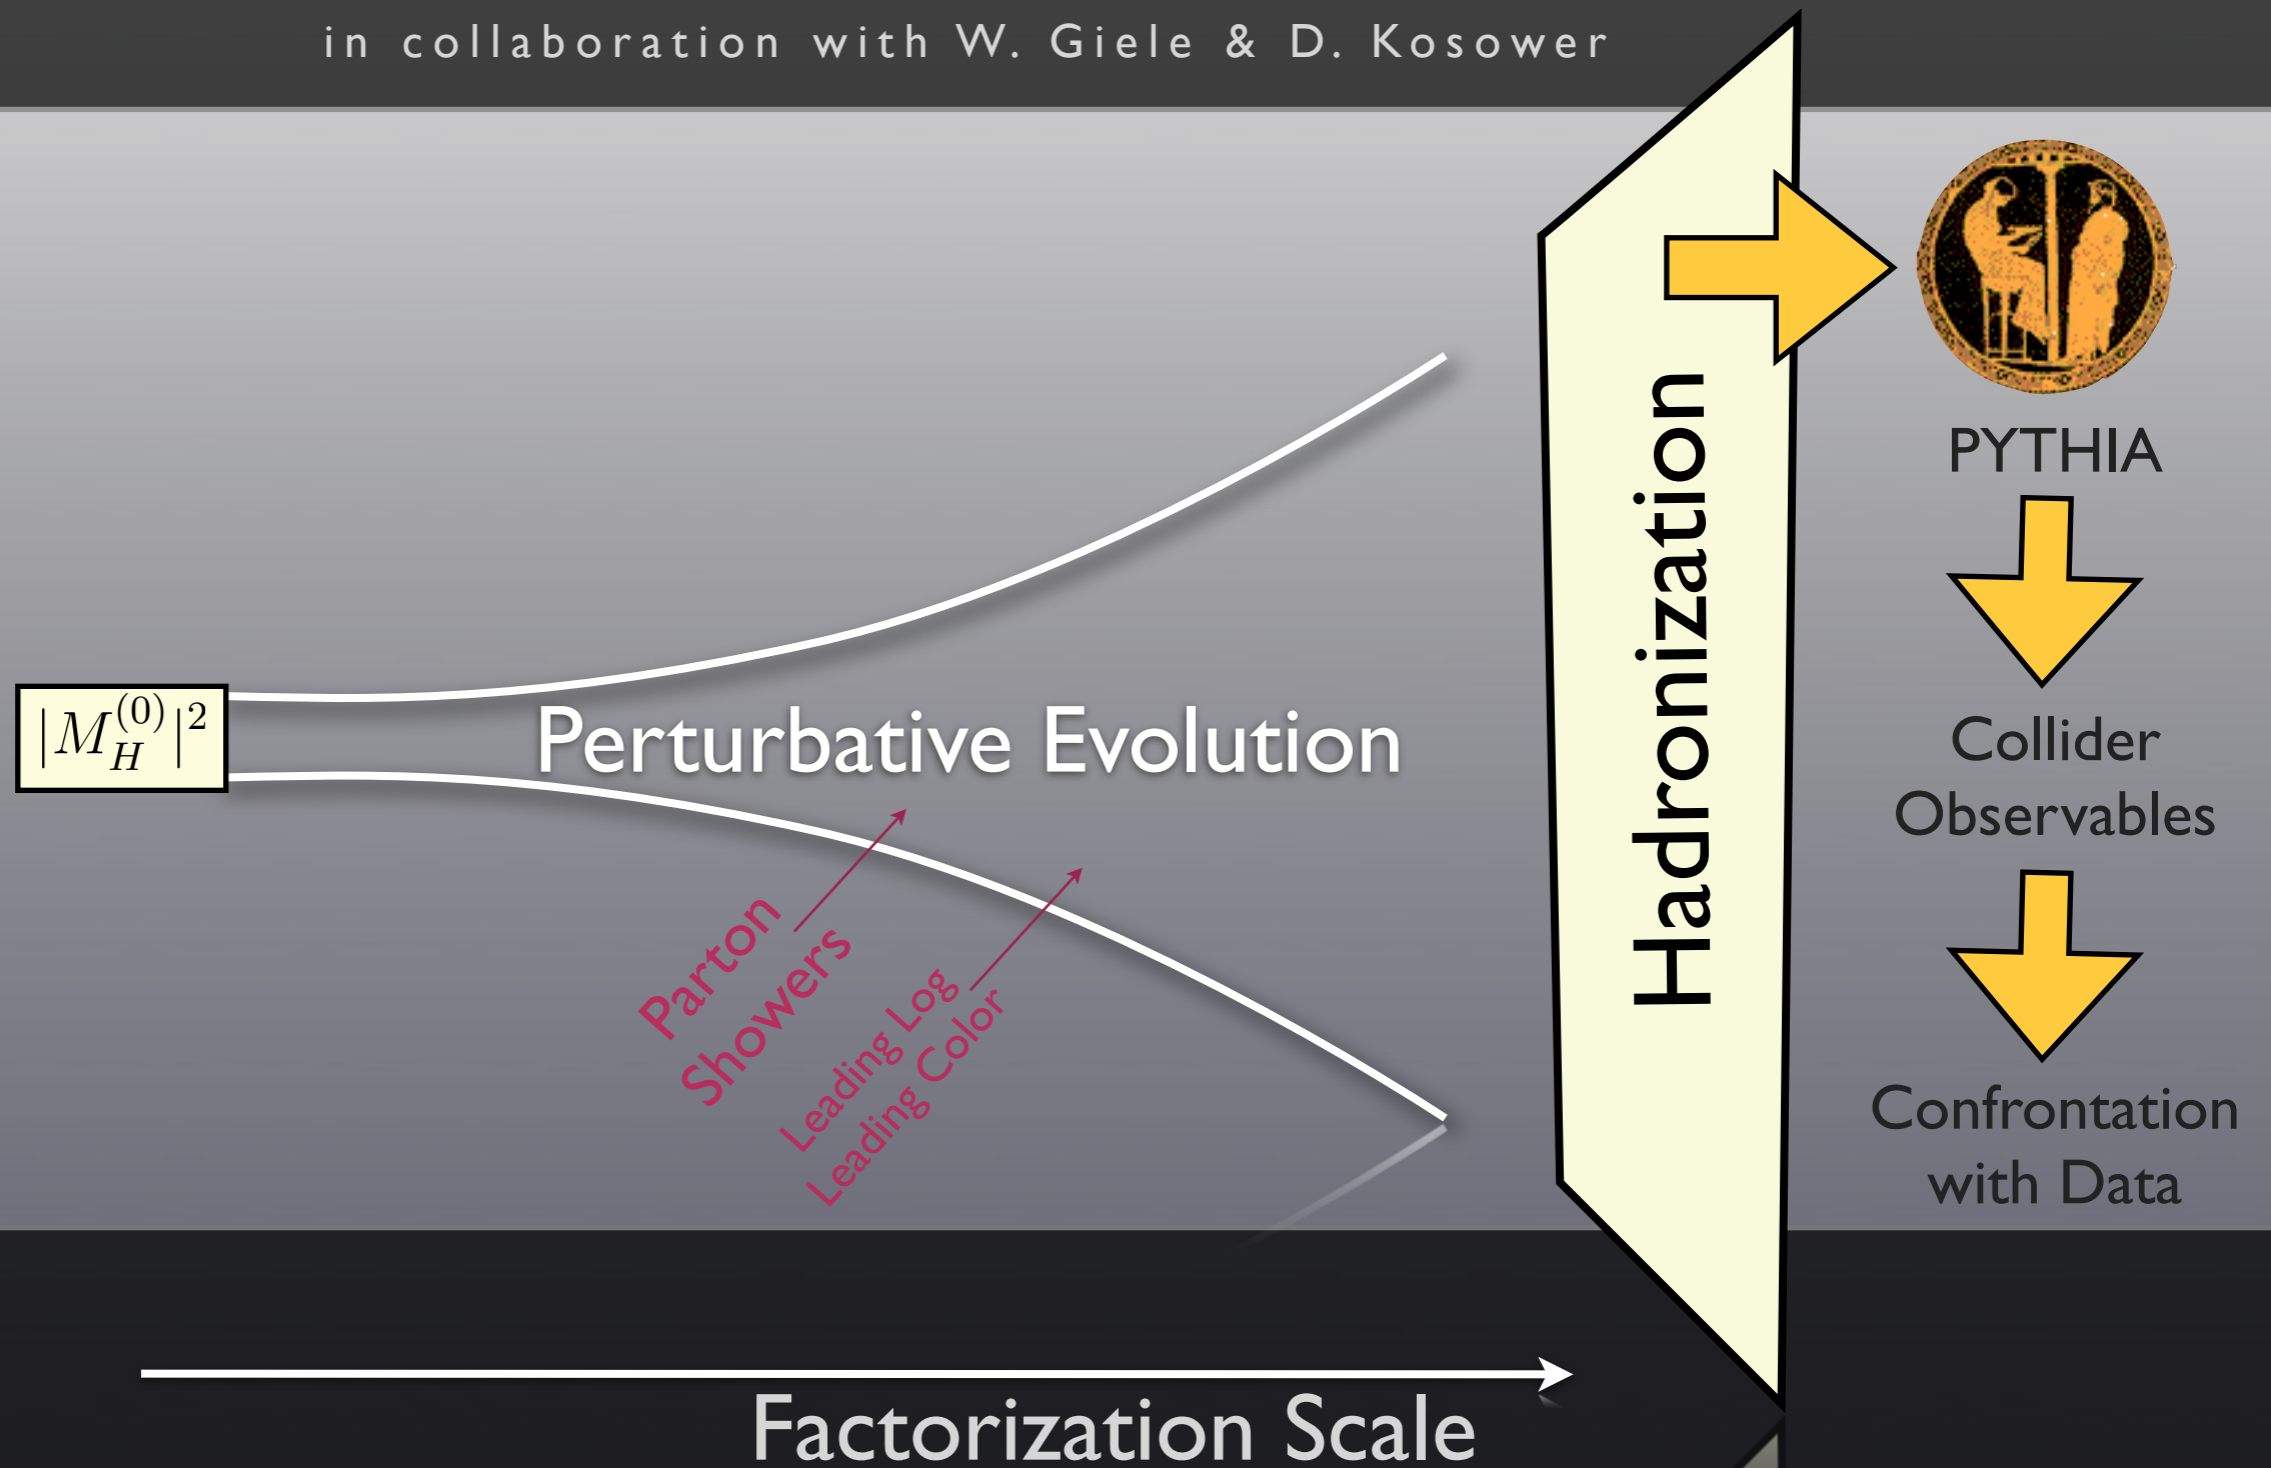 in collaboration with W. Giele & D. Kosower
|M_H^{(0)}|^2
Perturbative Evolution
Parton
Showers
Leading Log
Leading Color
Hadronization
PYTHIA
Collider
Observables
Confrontation
with Data
Factorization Scale